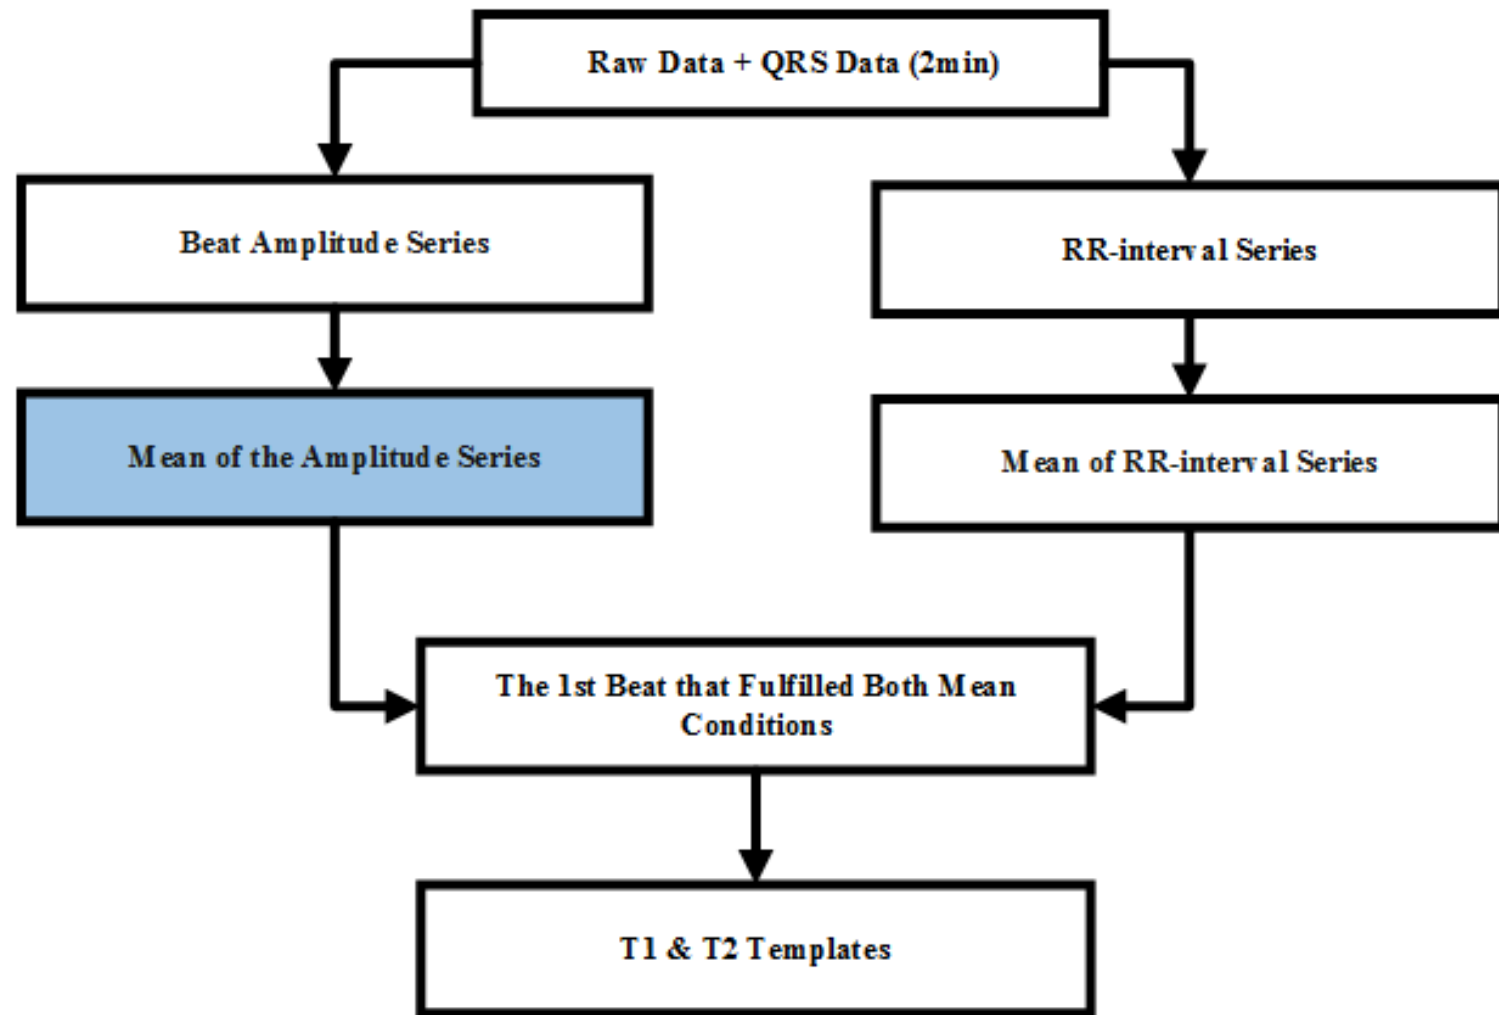 Raw Data + QRS Data (2min)
Beat Amplitude Series
RR-interval Series
Mean of the Amplitude Series
Mean of RR-interval Series
The 1st Beat that Fulfilled Both Mean
Conditions
T1 & T2 Templates